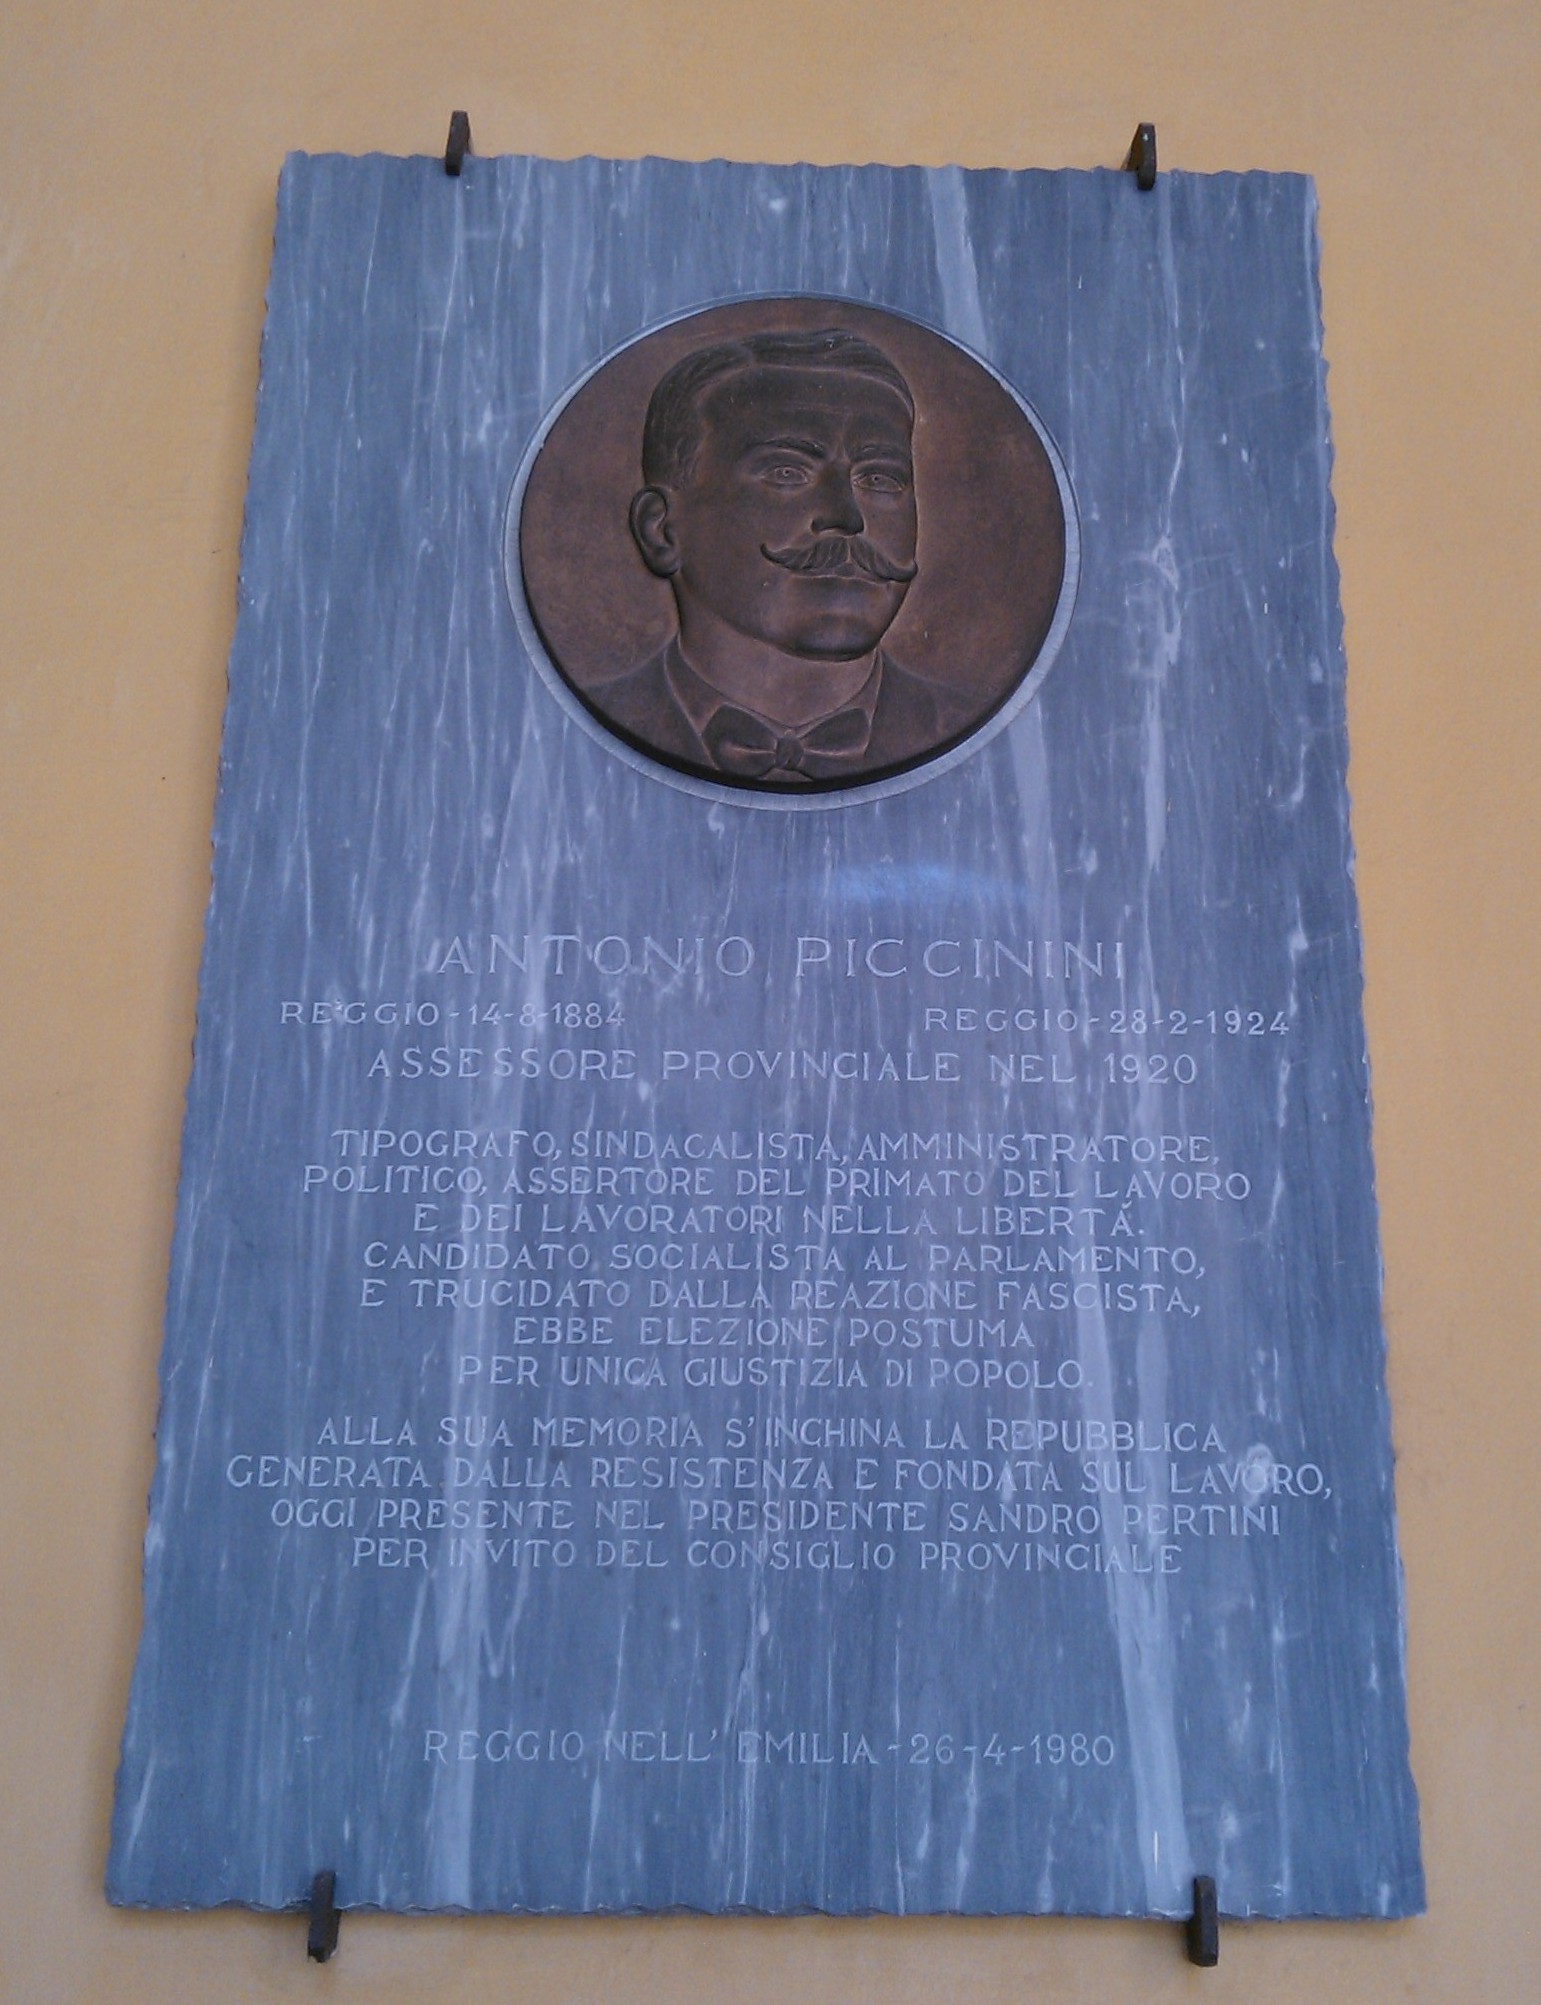 ANTONIO PICCININI
REGGIO-14-8-1884 REGGIO-28-2-1924
ASSESSORE PROVINCIALE NEL 1920
TIPOGRAFO, SINDACALISTA, AMMINISTRATORE,
POLITICO, ASSERTORE DEL PRIMATO DEL LAVORO
E DEI LAVORATORI NELLA LIBERTÀ.
CANDIDATO SOCIALISTA AL PARLAMENTO,
E TRUCIDATO DALLA REAZIONE FASCISTA,
EBBE ELEZIONE POSTUMA
PER UNICA GIUSTIZIA DI POPOLO.
ALLA SUA MEMORIA S'INCHINA LA REPUBBLICA
GENERATA DALLA RESISTENZA E FONDATA SUL LAVORO,
OGGI PRESENTE NEL PRESIDENTE SANDRO PERTINI
PER INVITO DEL CONSIGLIO PROVINCIALE
REGGIO NELL'EMILIA-26-4-1980